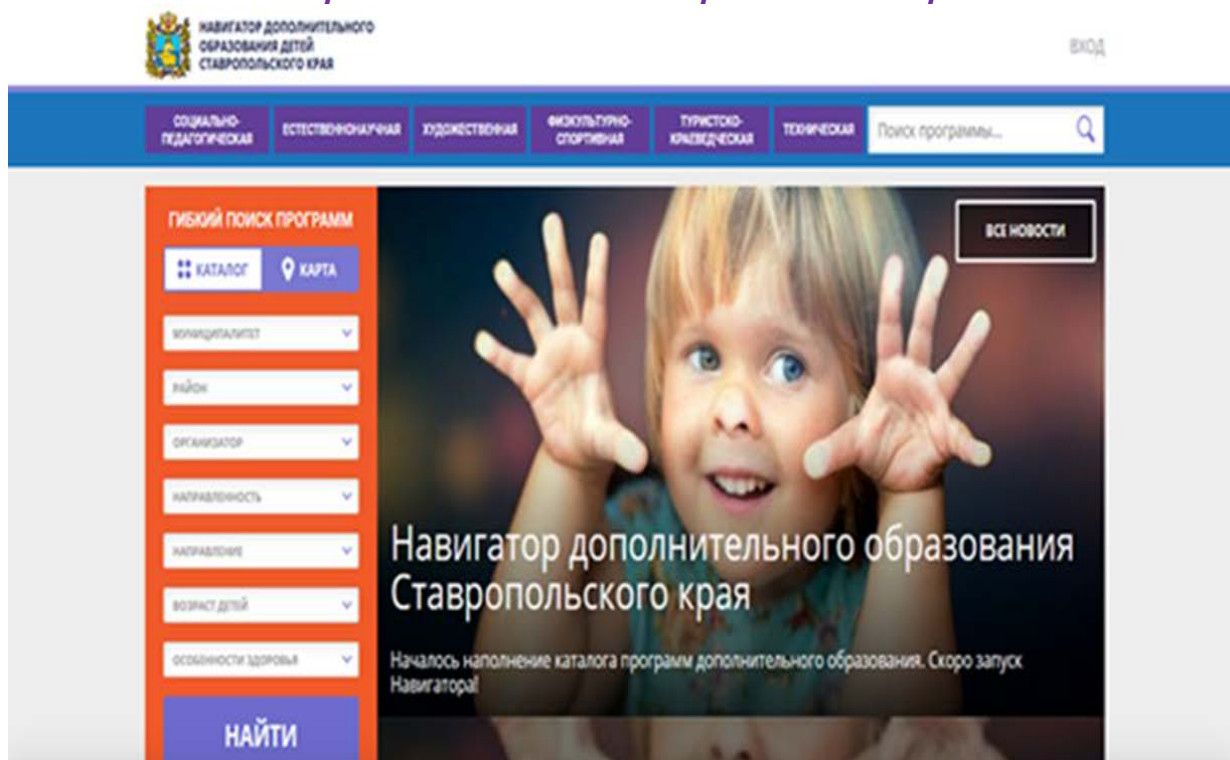 НАВИГАТОР ДОПОЛНИТЕЛЬНОГО
ОБРАЗОВАНИЯ ДЕТЕЙ
СТАВРОПОЛЬСКОГО КРАЯ
ВХОД
СОЦИАЛЬНО-
ПЕДАГОГИЧЕСКАЯ
ЕСТЕСТВЕННОНАУЧНАЯ
ХУДОЖЕСТВЕННАЯ
ФИЗКУЛЬТУРНО-
СПОРТИВНАЯ
ТУРИСТСКО-
КРАЕВЕДЧЕСКАЯ
ТЕХНИЧЕСКАЯ
Поиск программы...
ГИБКИЙ ПОИСК ПРОГРАММ
КАТАЛОГ
КАРТА
МУНИЦИПАЛИТЕТ
РАЙОН
ОРГАНИЗАТОР
НАПРАВЛЕННОСТЬ
НАПРАВЛЕНИЕ
ВОЗРАСТ ДЕТЕЙ
ОСОБЕННОСТИ ЗДОРОВЬЯ
НАЙТИ
ВСЕ НОВОСТИ
Навигатор дополнительного образования
Ставропольского края
Началось наполнение каталога программ дополнительного образования. Скоро запуск
Навигатора!